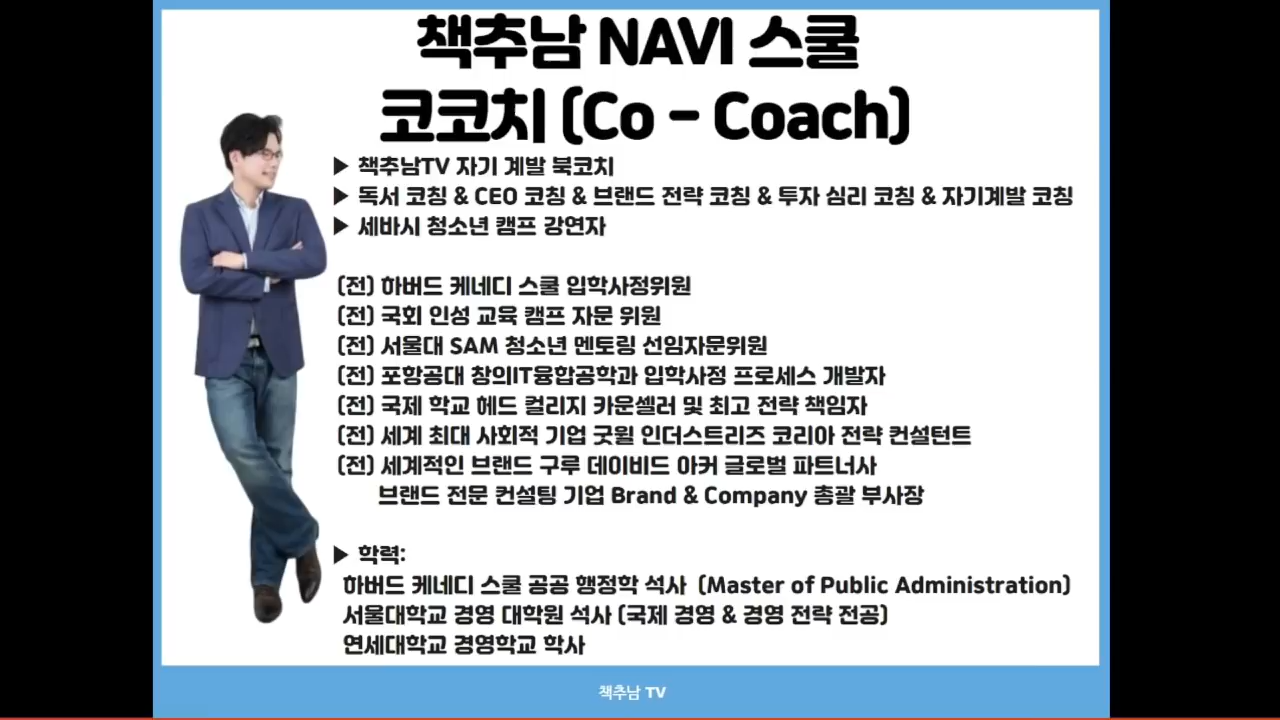 책추남 NAVI 스쿨
코코치 (Co - Coach)
▶ 책추남TV 자기 계발 북코치
▶ 독서 코칭 & CEO 코칭 & 브랜드 전략 코칭 & 투자 심리 코칭 & 자기계발 코칭
▶ 세바시 청소년 캠프 강연자
(전) 하버드 케네디 스쿨 입학사정위원
(전) 국회 인성 교육 캠프 자문 위원
(전) 서울대 SAM 청소년 멘토링 선임자문위원
(전) 포항공대 창의IT융합공학과 입학사정 프로세스 개발자
(전) 국제 학교 헤드 컬리지 카운셀러 및 최고 전략 책임자
(전) 세계 최대 사회적 기업 굿윌 인더스트리즈 코리아 전략 컨설턴트
(전) 세계적인 브랜드 구루 데이비드 아커 글로벌 파트너사
브랜드 전문 컨설팅 기업 Brand & Company 총괄 부사장
▶ 학력:
하버드 케네디 스쿨 공공 행정학 석사 (Master of Public Administration)
서울대학교 경영 대학원 석사 (국제 경영 & 경영 전략 전공)
연세대학교 경영학교 학사
책추남 TV